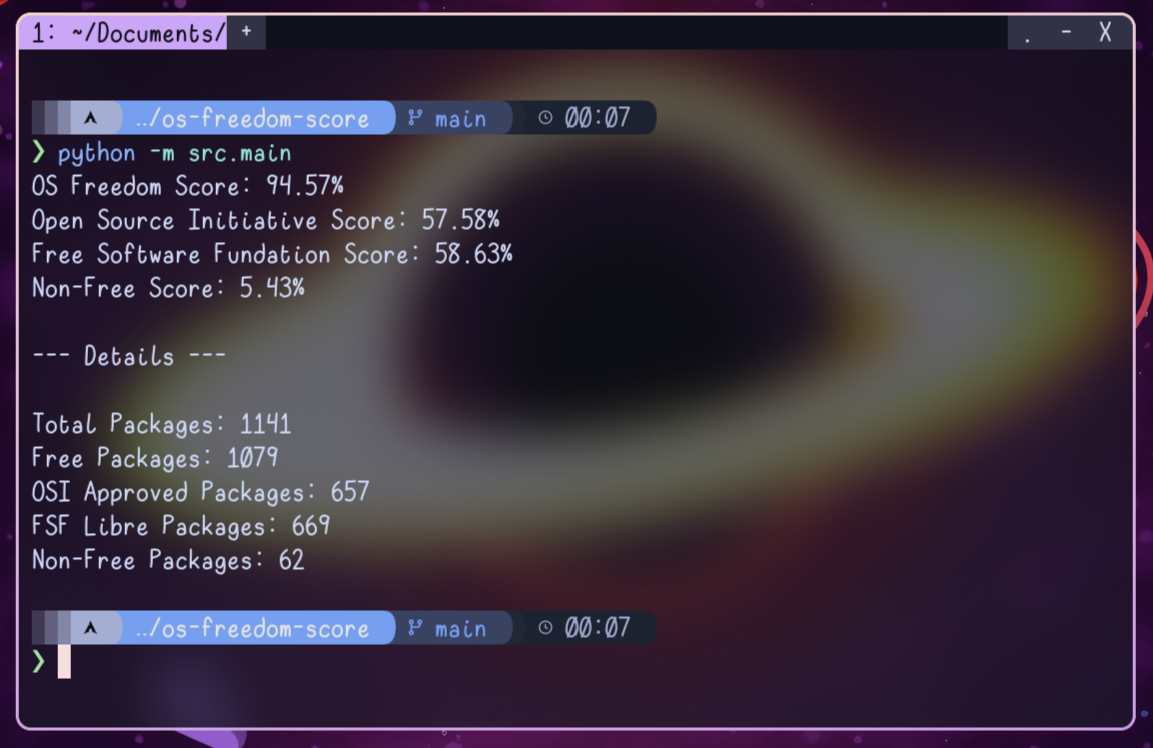 1: ~/Documents/ + . - X
../os-freedom-score main 00:07
❯ python -m src.main
OS Freedom Score: 94.57%
Open Source Initiative Score: 57.58%
Free Software Fundation Score: 58.63%
Non-Free Score: 5.43%
--- Details ---
Total Packages: 1141
Free Packages: 1079
OSI Approved Packages: 657
FSF Libre Packages: 669
Non-Free Packages: 62
../os-freedom-score main 00:07
❯